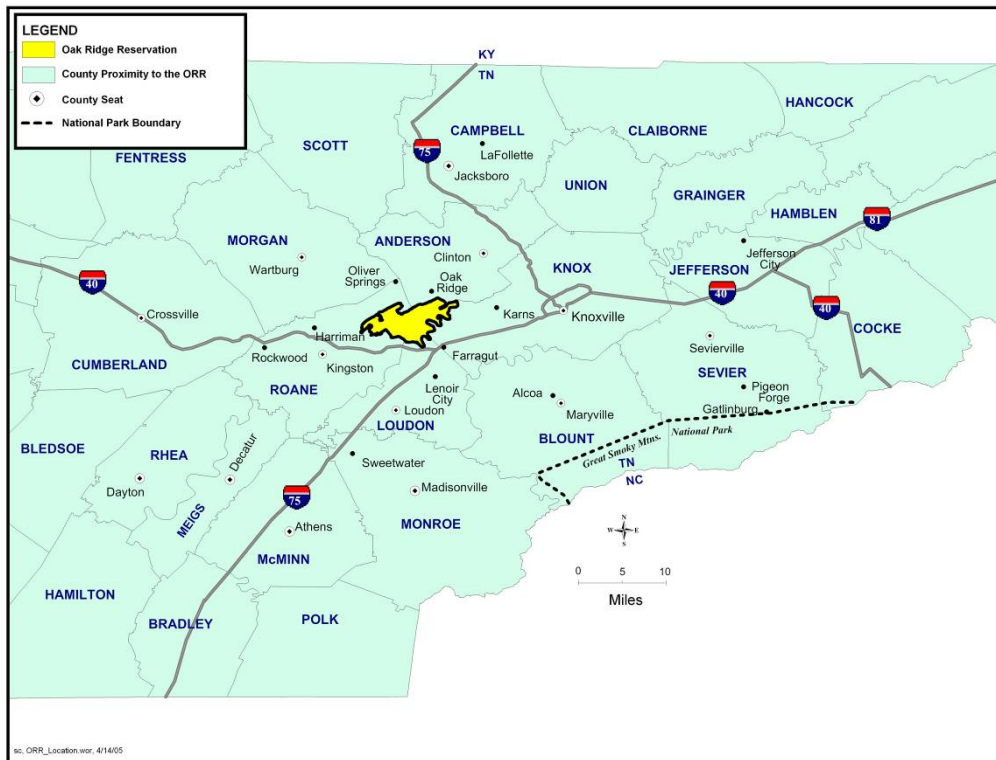 LEGEND
Oak Ridge Reservation
County Proximity to the ORR
County Seat
National Park Boundary
KY
TN
HANCOCK
SCOTT
CAMPBELL
CLAIBORNE
75
LaFollette
FENTRESS
Jacksboro
UNION
GRAINGER
HAMBLEN
81
MORGAN
ANDERSON
Wartburg
Clinton
KNOX
JEFFERSON
Jefferson
City
Oliver
Springs
Oak
Ridge
40
40
40
Crossville
Karns
Knoxville
COCKE
Harriman
Sevierville
Rockwood
Kingston
Farragut
CUMBERLAND
SEVIER
ROANE
Lenoir
City
Alcoa
Maryville
Pigeon
Forge
Gatlinburg
Loudon
LOUDON
BLOUNT
Great Smoky Mtns.
National Park
BLEDSOE
RHEA
Decatur
Sweetwater
TN
NC
Dayton
Madisonville
75
MEIGS
Athens
MONROE
McMINN
N
W
E
S
0
5
10
Miles
HAMILTON
BRADLEY
POLK
sc, ORR_Location.wor, 4/14/05